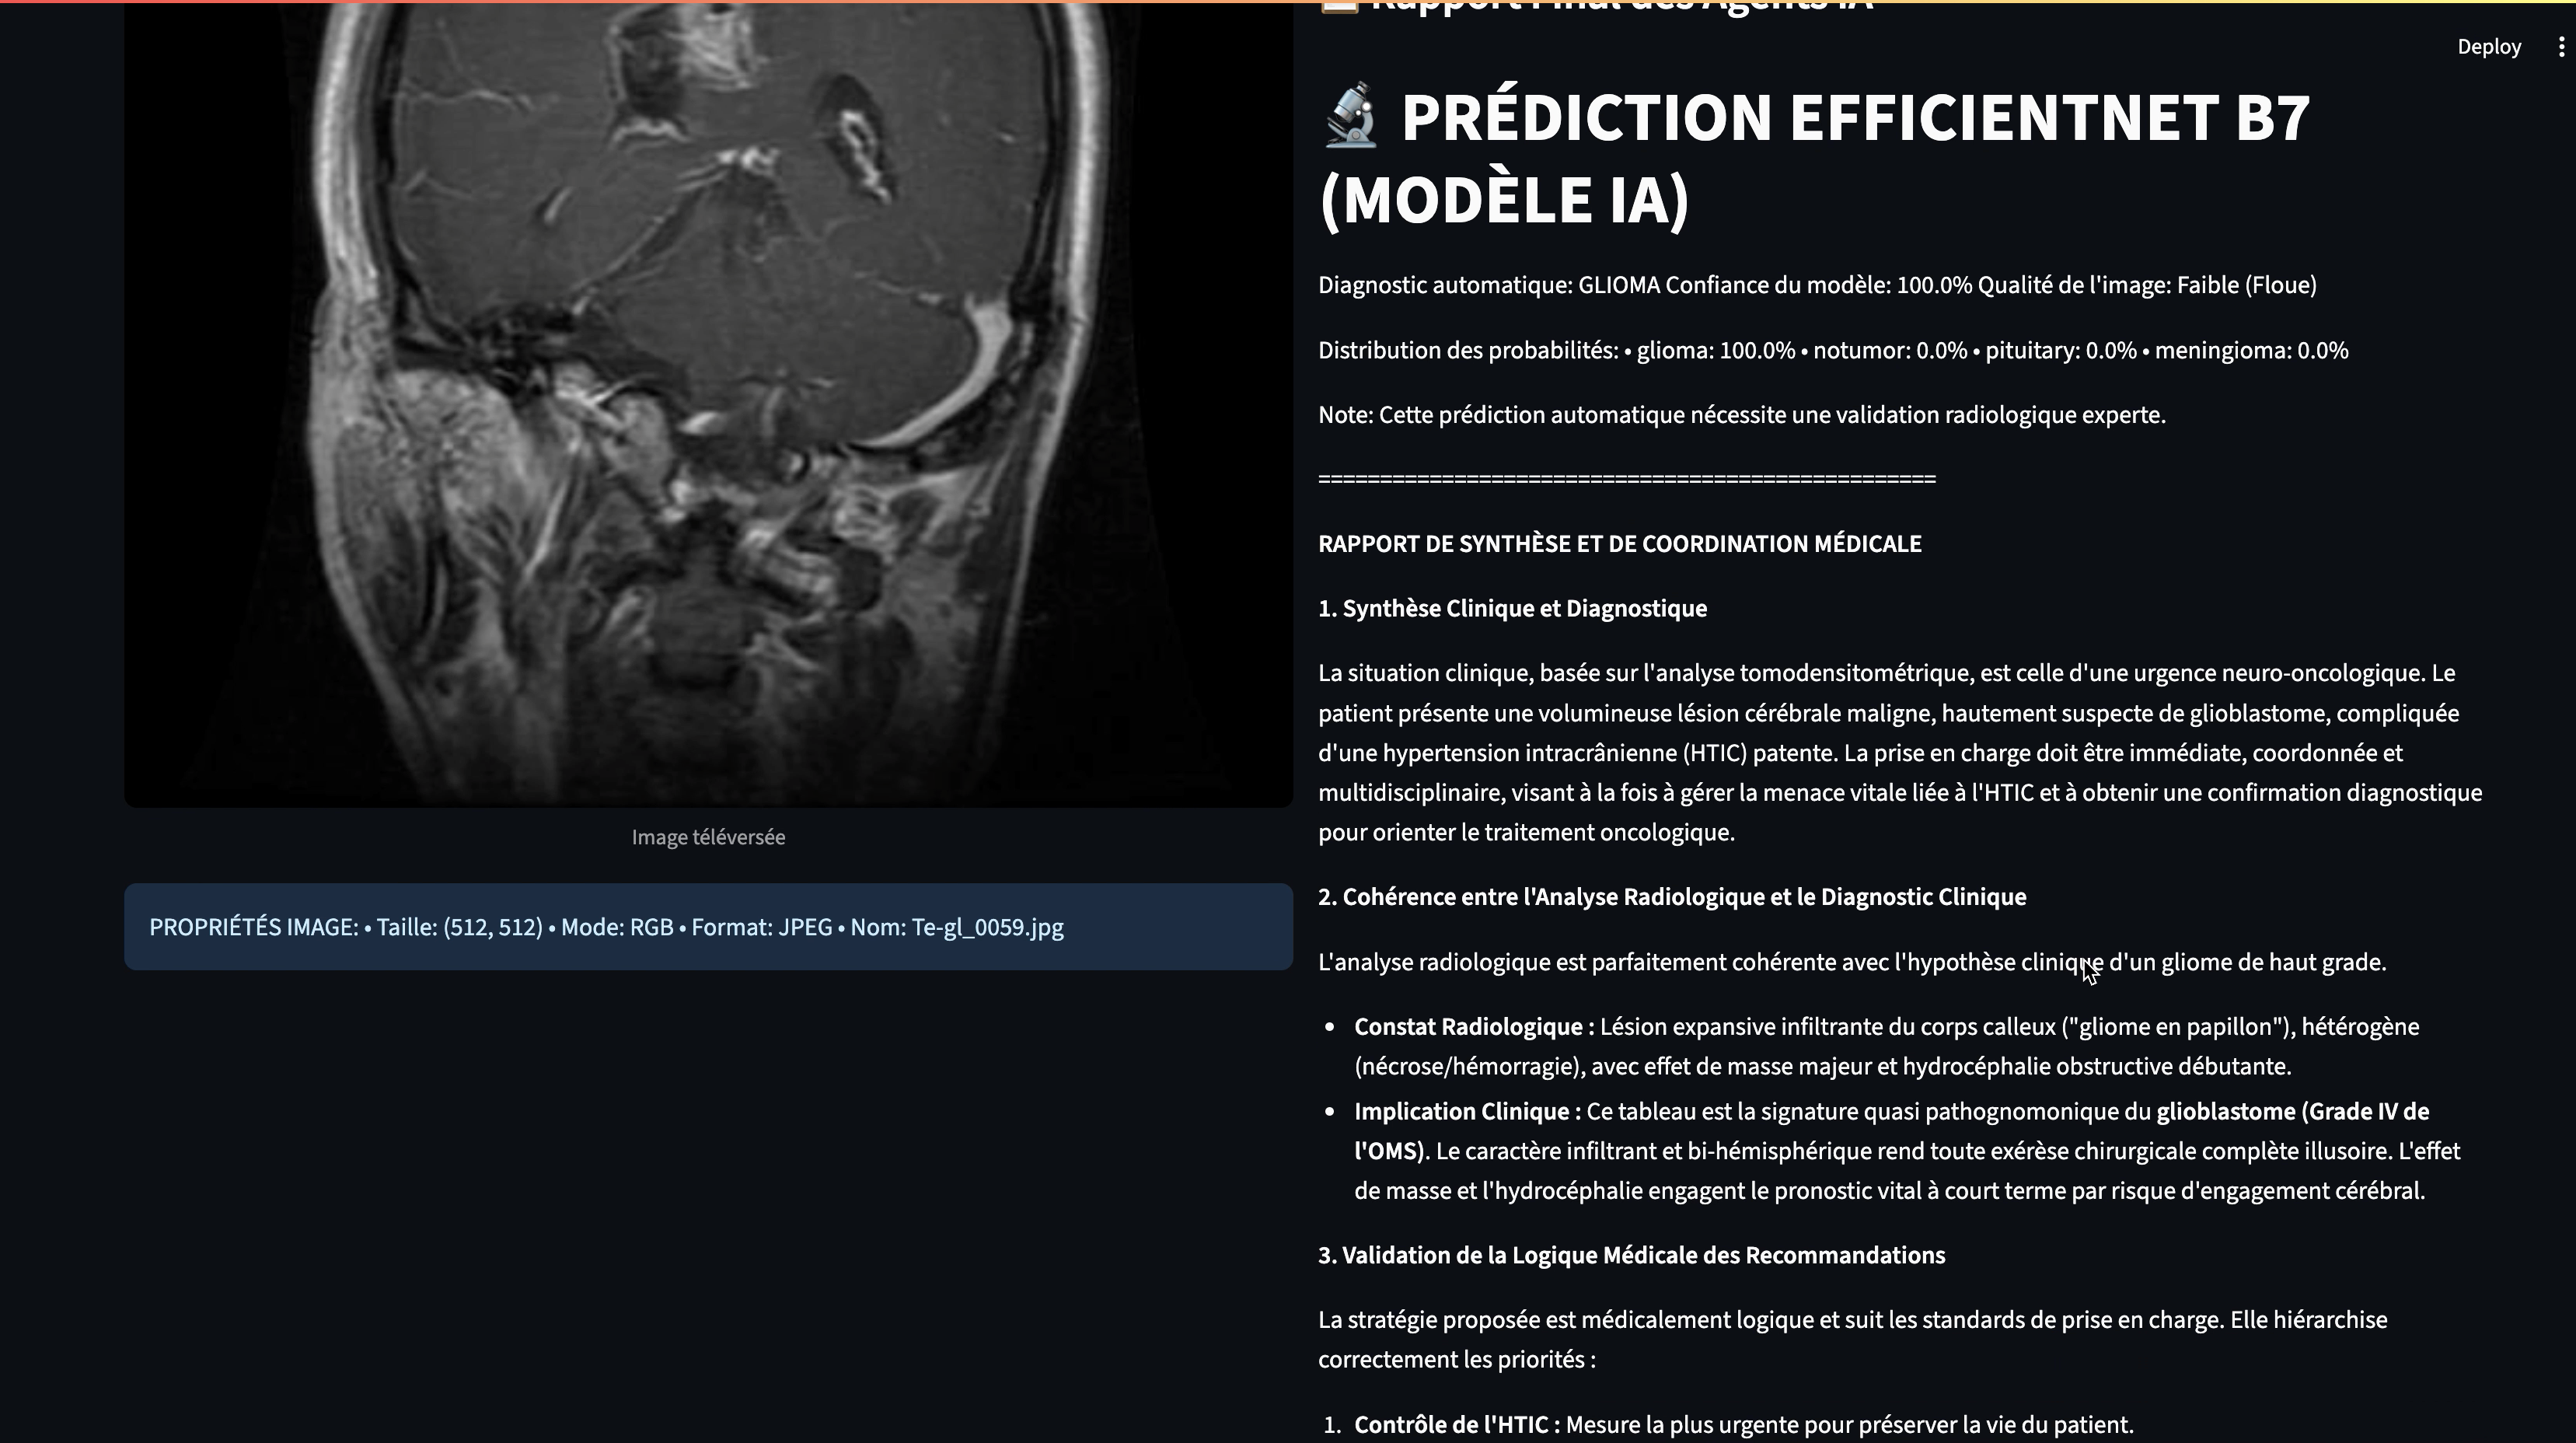 Rapport Final des Agents IA
Deploy
PRÉDICTION EFFICIENTNET B7
(MODÈLE IA)
Diagnostic automatique: GLIOMA Confiance du modèle: 100.0% Qualité de l'image: Faible (Floue)
Distribution des probabilités: • glioma: 100.0% • notumor: 0.0% • pituitary: 0.0% • meningioma: 0.0%
Note: Cette prédiction automatique nécessite une validation radiologique experte.
==================================================
RAPPORT DE SYNTHÈSE ET DE COORDINATION MÉDICALE
1. Synthèse Clinique et Diagnostique
La situation clinique, basée sur l'analyse tomodensitométrique, est celle d'une urgence neuro-oncologique. Le
patient présente une volumineuse lésion cérébrale maligne, hautement suspecte de glioblastome, compliquée
d'une hypertension intracrânienne (HTIC) patente. La prise en charge doit être immédiate, coordonnée et
multidisciplinaire, visant à la fois à gérer la menace vitale liée à l'HTIC et à obtenir une confirmation diagnostique
pour orienter le traitement oncologique.
2. Cohérence entre l'Analyse Radiologique et le Diagnostic Clinique
L'analyse radiologique est parfaitement cohérente avec l'hypothèse clinique d'un gliome de haut grade.
• Constat Radiologique : Lésion expansive infiltrante du corps calleux ("gliome en papillon"), hétérogène
(nécrose/hémorragie), avec effet de masse majeur et hydrocéphalie obstructive débutante.
• Implication Clinique : Ce tableau est la signature quasi pathognomonique du glioblastome (Grade IV de
l'OMS). Le caractère infiltrant et bi-hémisphérique rend toute exérèse chirurgicale complète illusoire. L'effet
de masse et l'hydrocéphalie engagent le pronostic vital à court terme par risque d'engagement cérébral.
3. Validation de la Logique Médicale des Recommandations
La stratégie proposée est médicalement logique et suit les standards de prise en charge. Elle hiérarchise
correctement les priorités :
1. Contrôle de l'HTIC : Mesure la plus urgente pour préserver la vie du patient.
Image téléversée
PROPRIÉTÉS IMAGE: • Taille: (512, 512) • Mode: RGB • Format: JPEG • Nom: Te-gl_0059.jpg